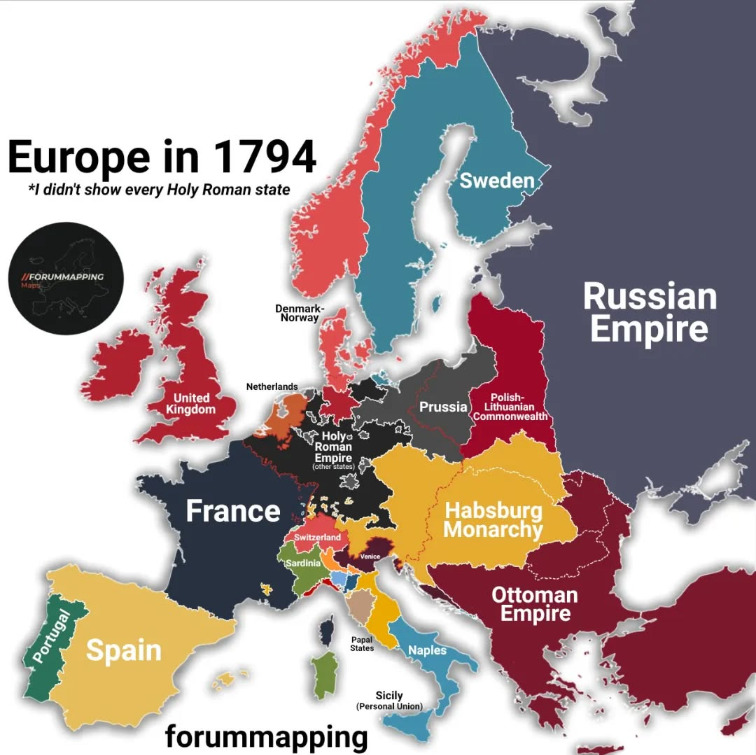 Europe in 1794
*I didn't show every Holy Roman state
//FORUMMAPPING
Maps
Sweden
Russian
Empire
Denmark-
Norway
United
Kingdom
Netherlands
Prussia
Polish-
Lithuanian
Commonwealth
Holy
Roman
Empire
(other states)
France
Habsburg
Monarchy
Switzerland
Venice
Sardinia
Ottoman
Empire
Portugal
Spain
Papal
States
Naples
Sicily
(Personal Union)
forummapping